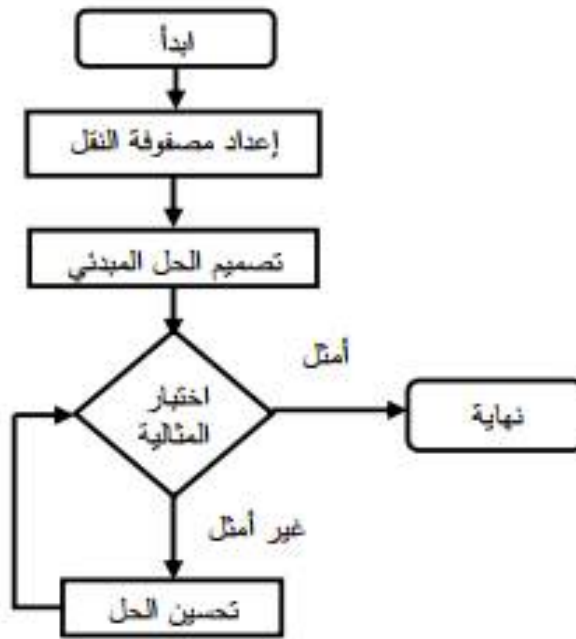 ابدأ
إعداد مصفوفة النقل
تصميم الحل المبدئي
أمثل
اختبار
المثالية
نهاية
غير أمثل
تحسين الحل